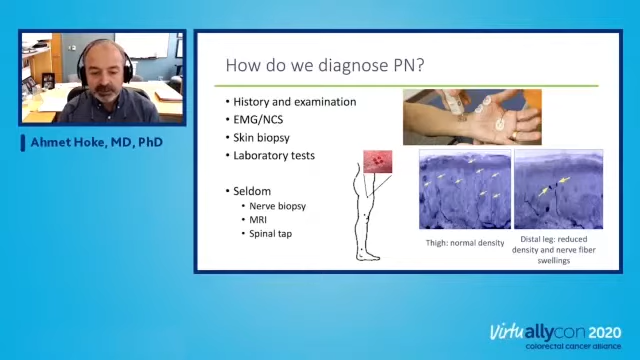 Ahmet Hoke, MD, PhD
How do we diagnose PN?
• History and examination
• EMG/NCS
• Skin biopsy
• Laboratory tests
• Seldom
• Nerve biopsy
• MRI
• Spinal tap
Thigh: normal density
Distal leg: reduced
density and nerve fiber
swellings
Virtuallycon 2020
colorectal cancer alliance